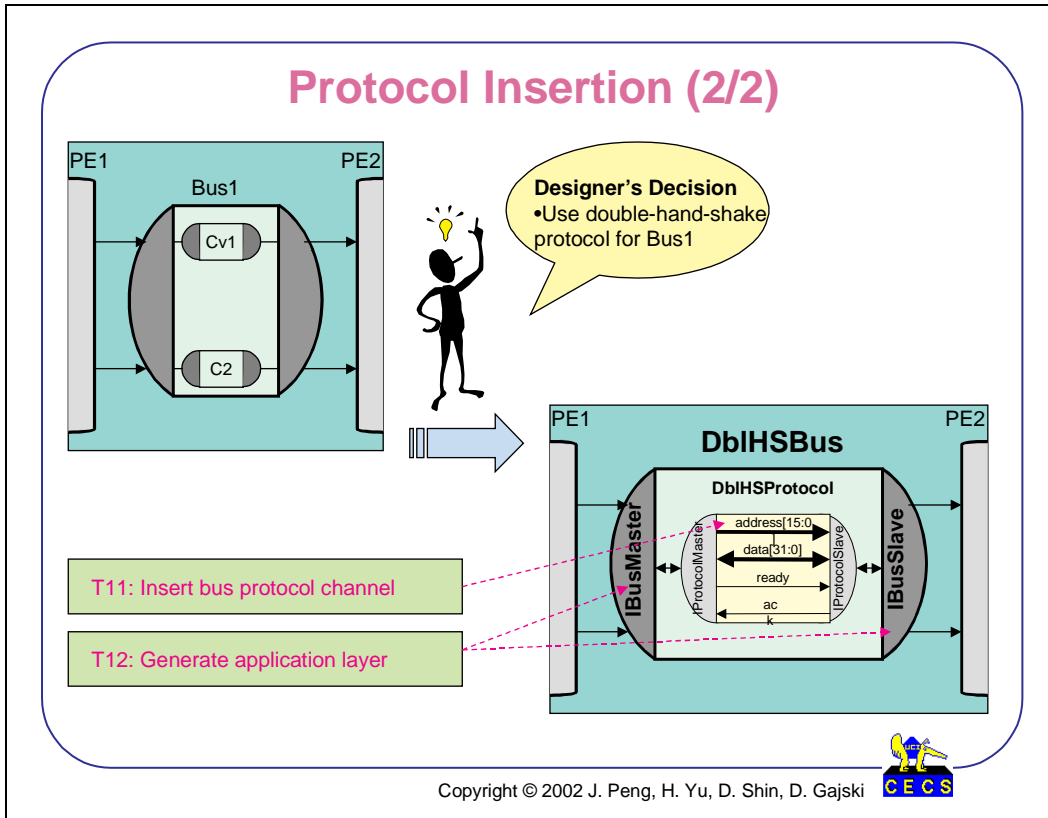 Protocol Insertion (2/2)
PE1
PE2
Bus1
Cv1
C2
Designer's Decision
•Use double-hand-shake
protocol for Bus1
PE1
PE2
DblHSBus
DblHSProtocol
IBusMaster
IProtocolMaster
address[15:0
]
data[31:0]
ready
ac
k
IProtocolSlave
IBusSlave
T11: Insert bus protocol channel
T12: Generate application layer
Copyright © 2002 J. Peng, H. Yu, D. Shin, D. Gajski
UCI
CECS